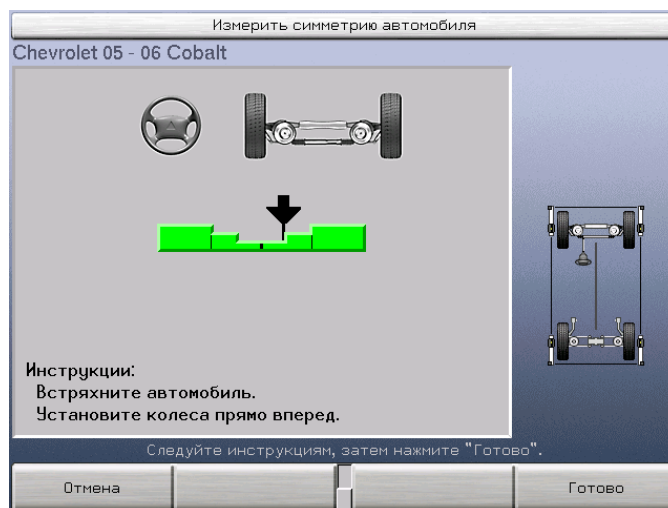 Измерить симметрию автомобиля
Chevrolet 05 - 06 Cobalt
Инструкции:
Встряхните автомобиль.
Установите колеса прямо вперед.
Следуйте инструкциям, затем нажмите "Готово".
Отмена
Готово